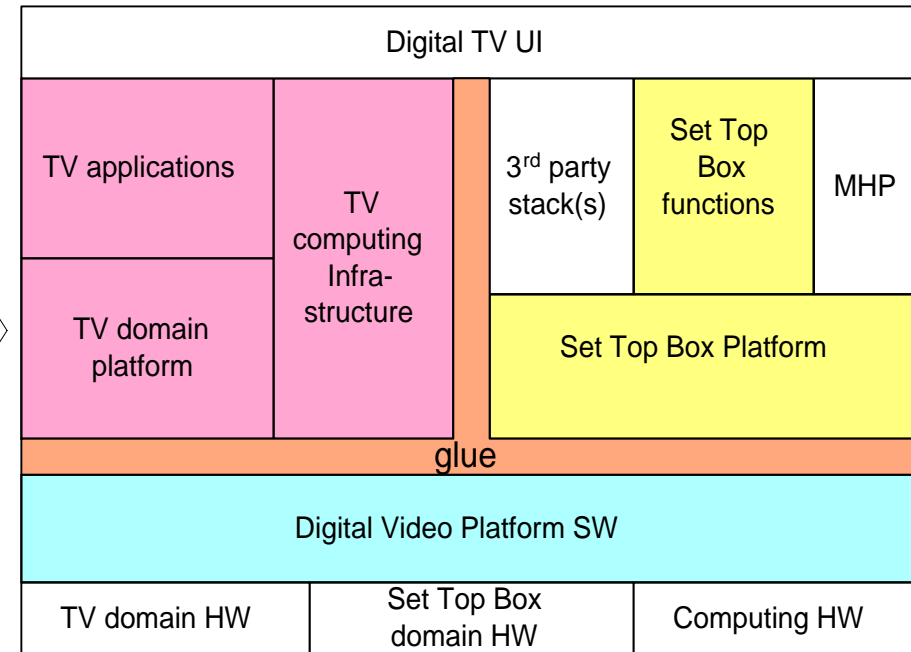 Digital TV UI
TV applications
TV
computing
Infra-
structure
3rd party
stack(s)
Set Top
Box
functions
MHP
TV domain
platform
Set Top Box Platform
glue
Digital Video Platform SW
TV domain HW
Set Top Box
domain HW
Computing HW